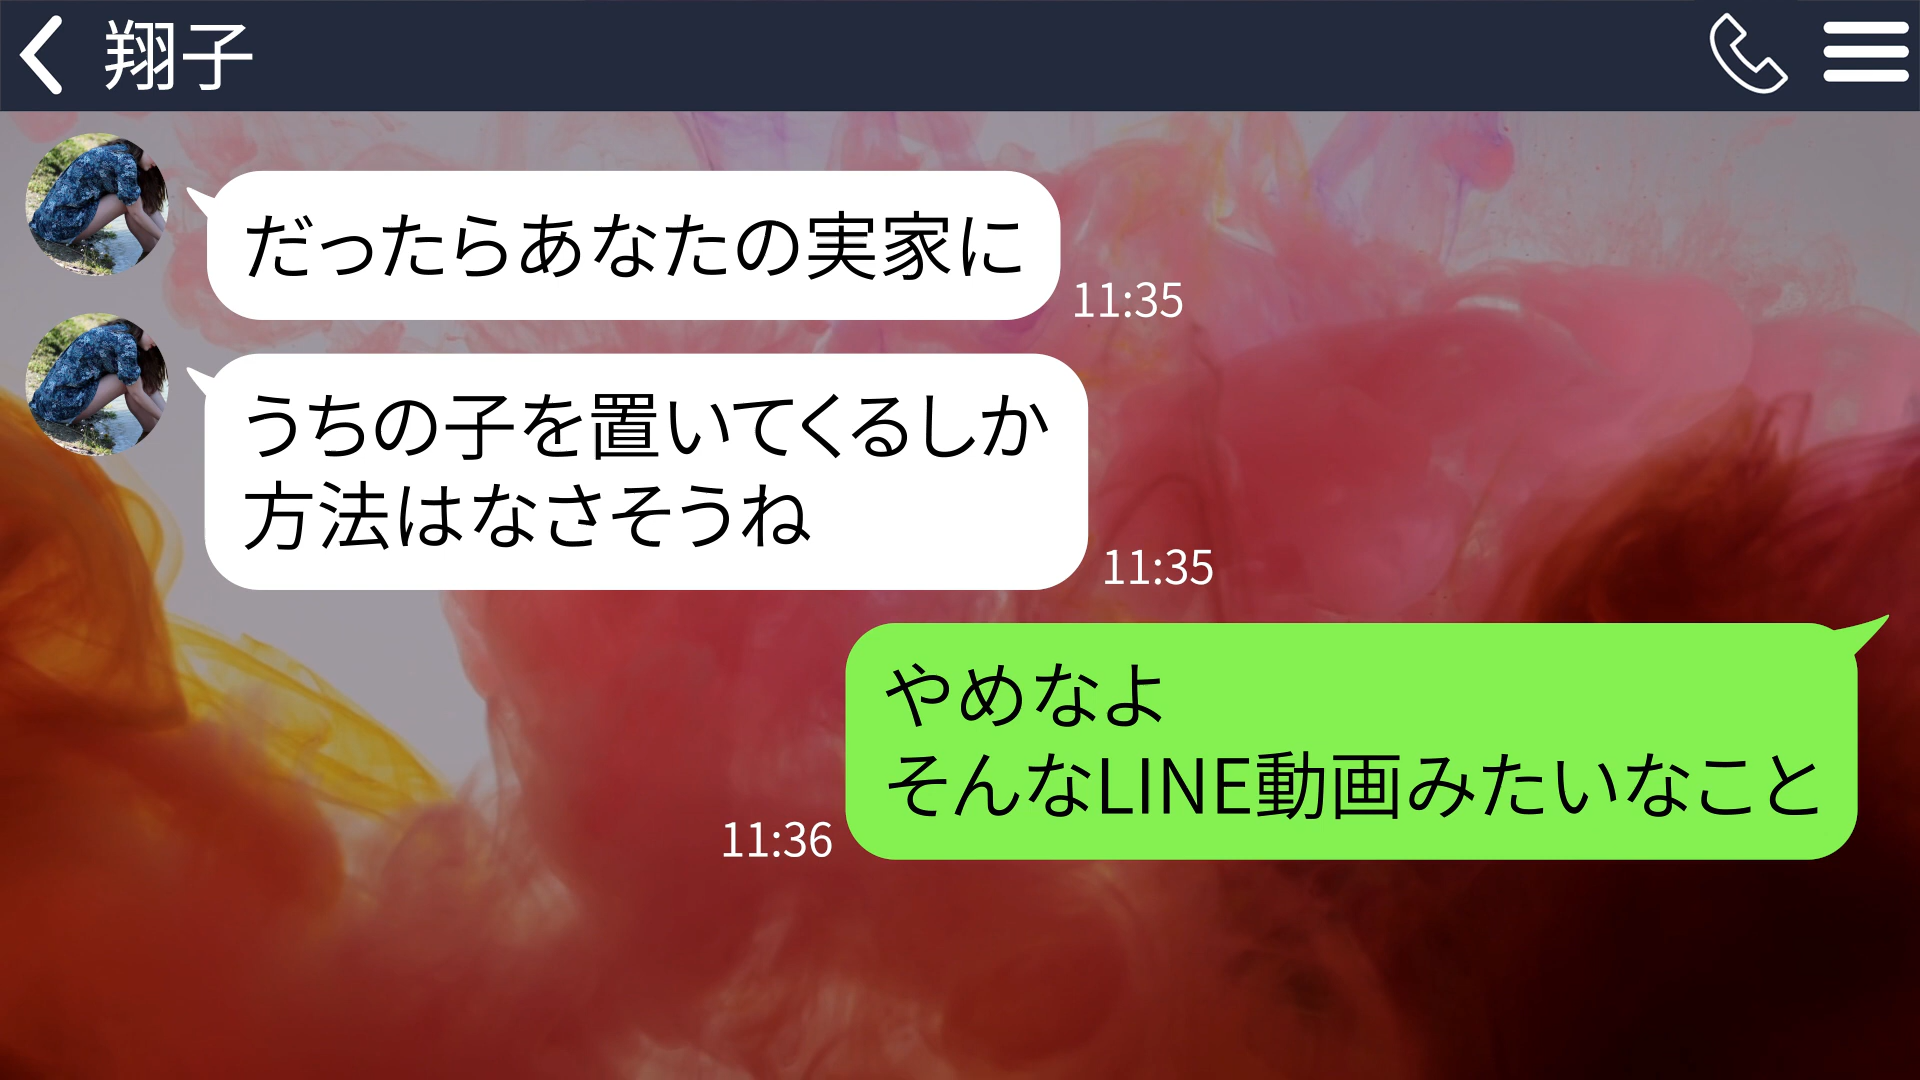 翔子
だったらあなたの実家に
11:35
うちの子を置いてくるしか
方法はなさそうね
11:35
やめなよ
そんなLINE動画みたいなこと
11:36